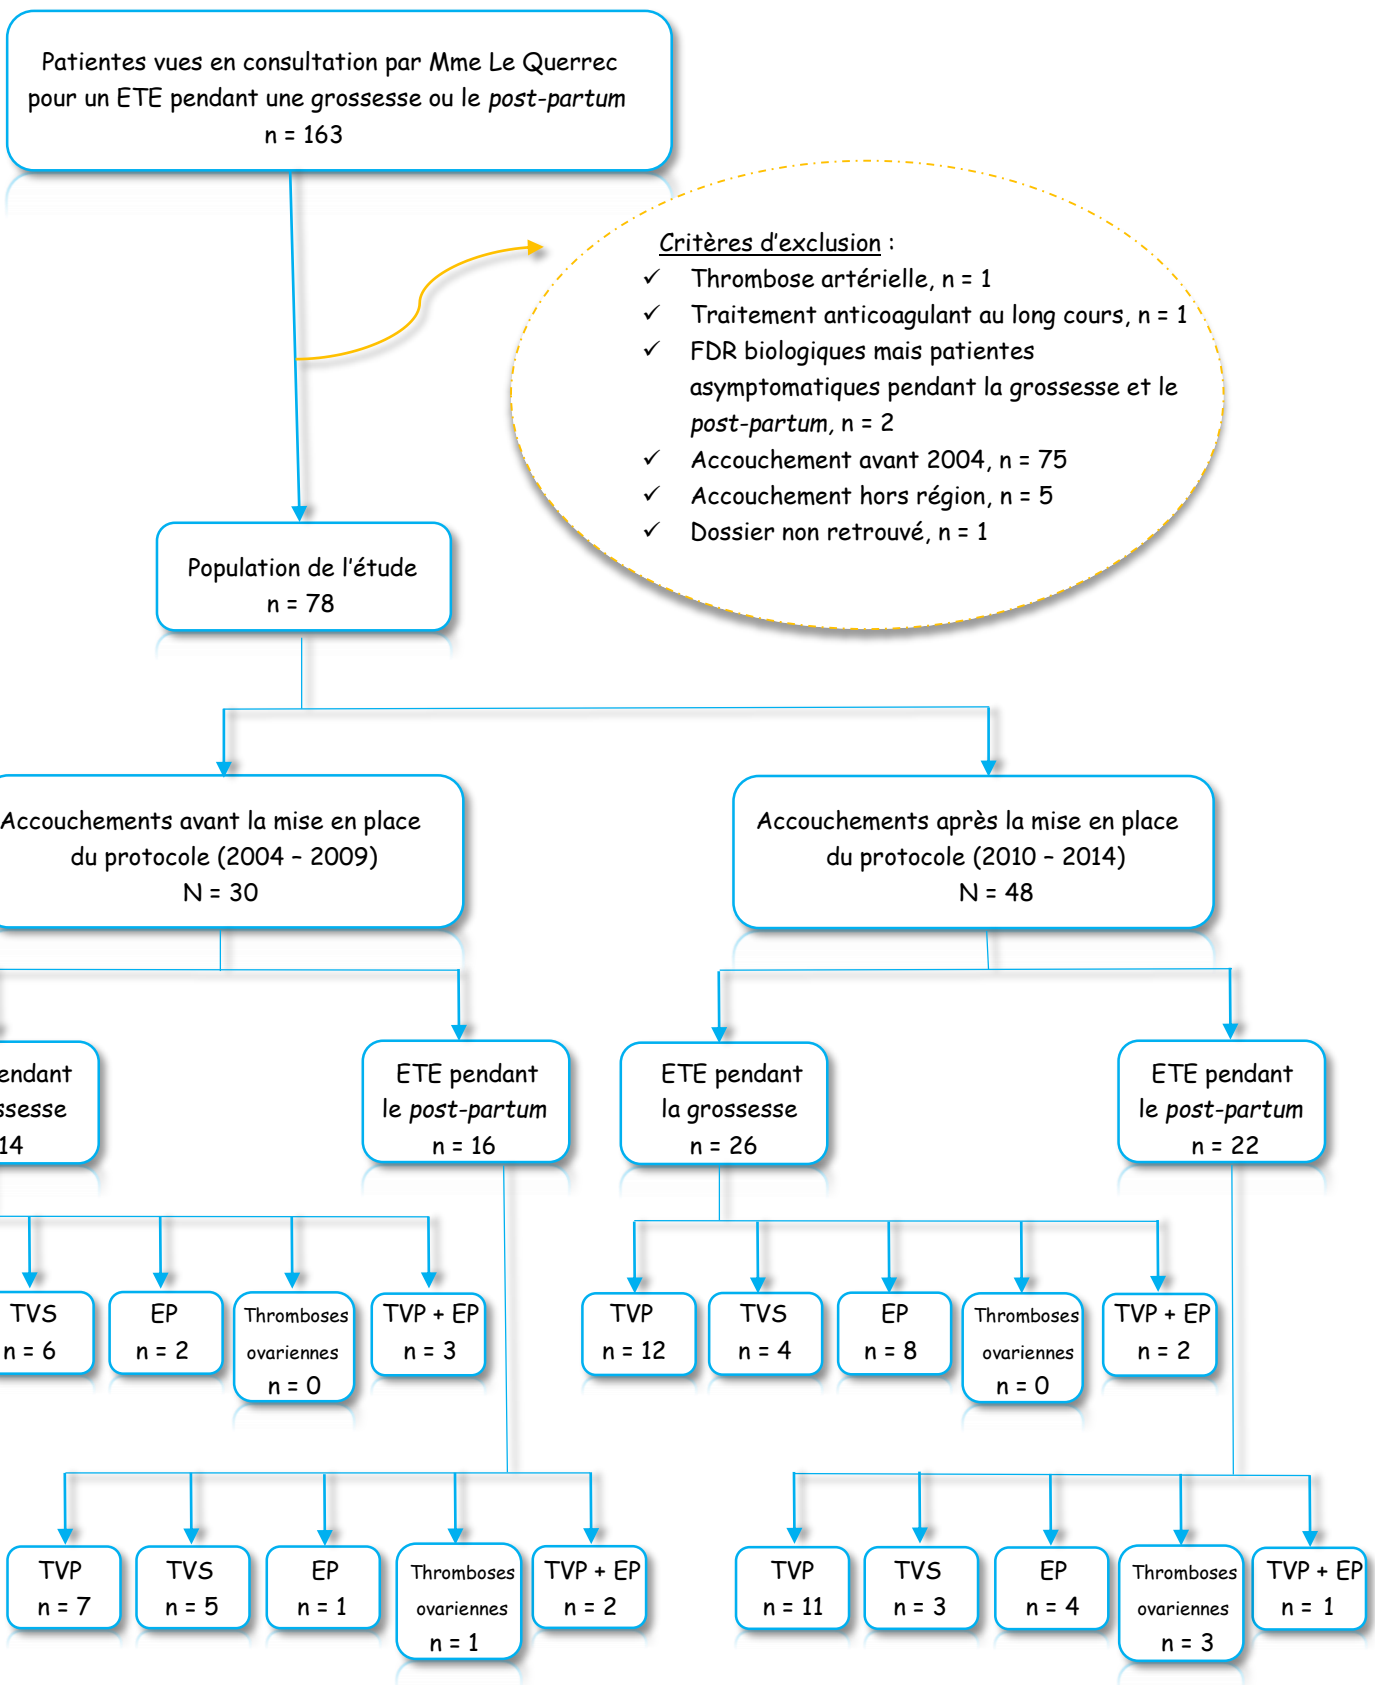 Patientes vues en consultation par Mme Le Querrec
pour un ETE pendant une grossesse ou le post-partum
n = 163
Critères d'exclusion :
✓ Thrombose artérielle, n = 1
✓ Traitement anticoagulant au long cours, n = 1
✓ FDR biologiques mais patientes
asymptomatiques pendant la grossesse et le
post-partum, n = 2
✓ Accouchement avant 2004, n = 75
✓ Accouchement hors région, n = 5
✓ Dossier non retrouvé, n = 1
Population de l'étude
n = 78
Accouchements avant la mise en place
du protocole (2004 – 2009)
N = 30
Accouchements après la mise en place
du protocole (2010 – 2014)
N = 48
endant
ssesse
14
ETE pendant
le post-partum
n = 16
ETE pendant
la grossesse
n = 26
ETE pendant
le post-partum
n = 22
TVS
n = 6
EP
n = 2
Thromboses
ovariennes
n = 0
TVP + EP
n = 3
TVP
n = 12
TVS
n = 4
EP
n = 8
Thromboses
ovariennes
n = 0
TVP + EP
n = 2
TVP
n = 7
TVS
n = 5
EP
n = 1
Thromboses
ovariennes
n = 1
TVP + EP
n = 2
TVP
n = 11
TVS
n = 3
EP
n = 4
Thromboses
ovariennes
n = 3
TVP + EP
n = 1